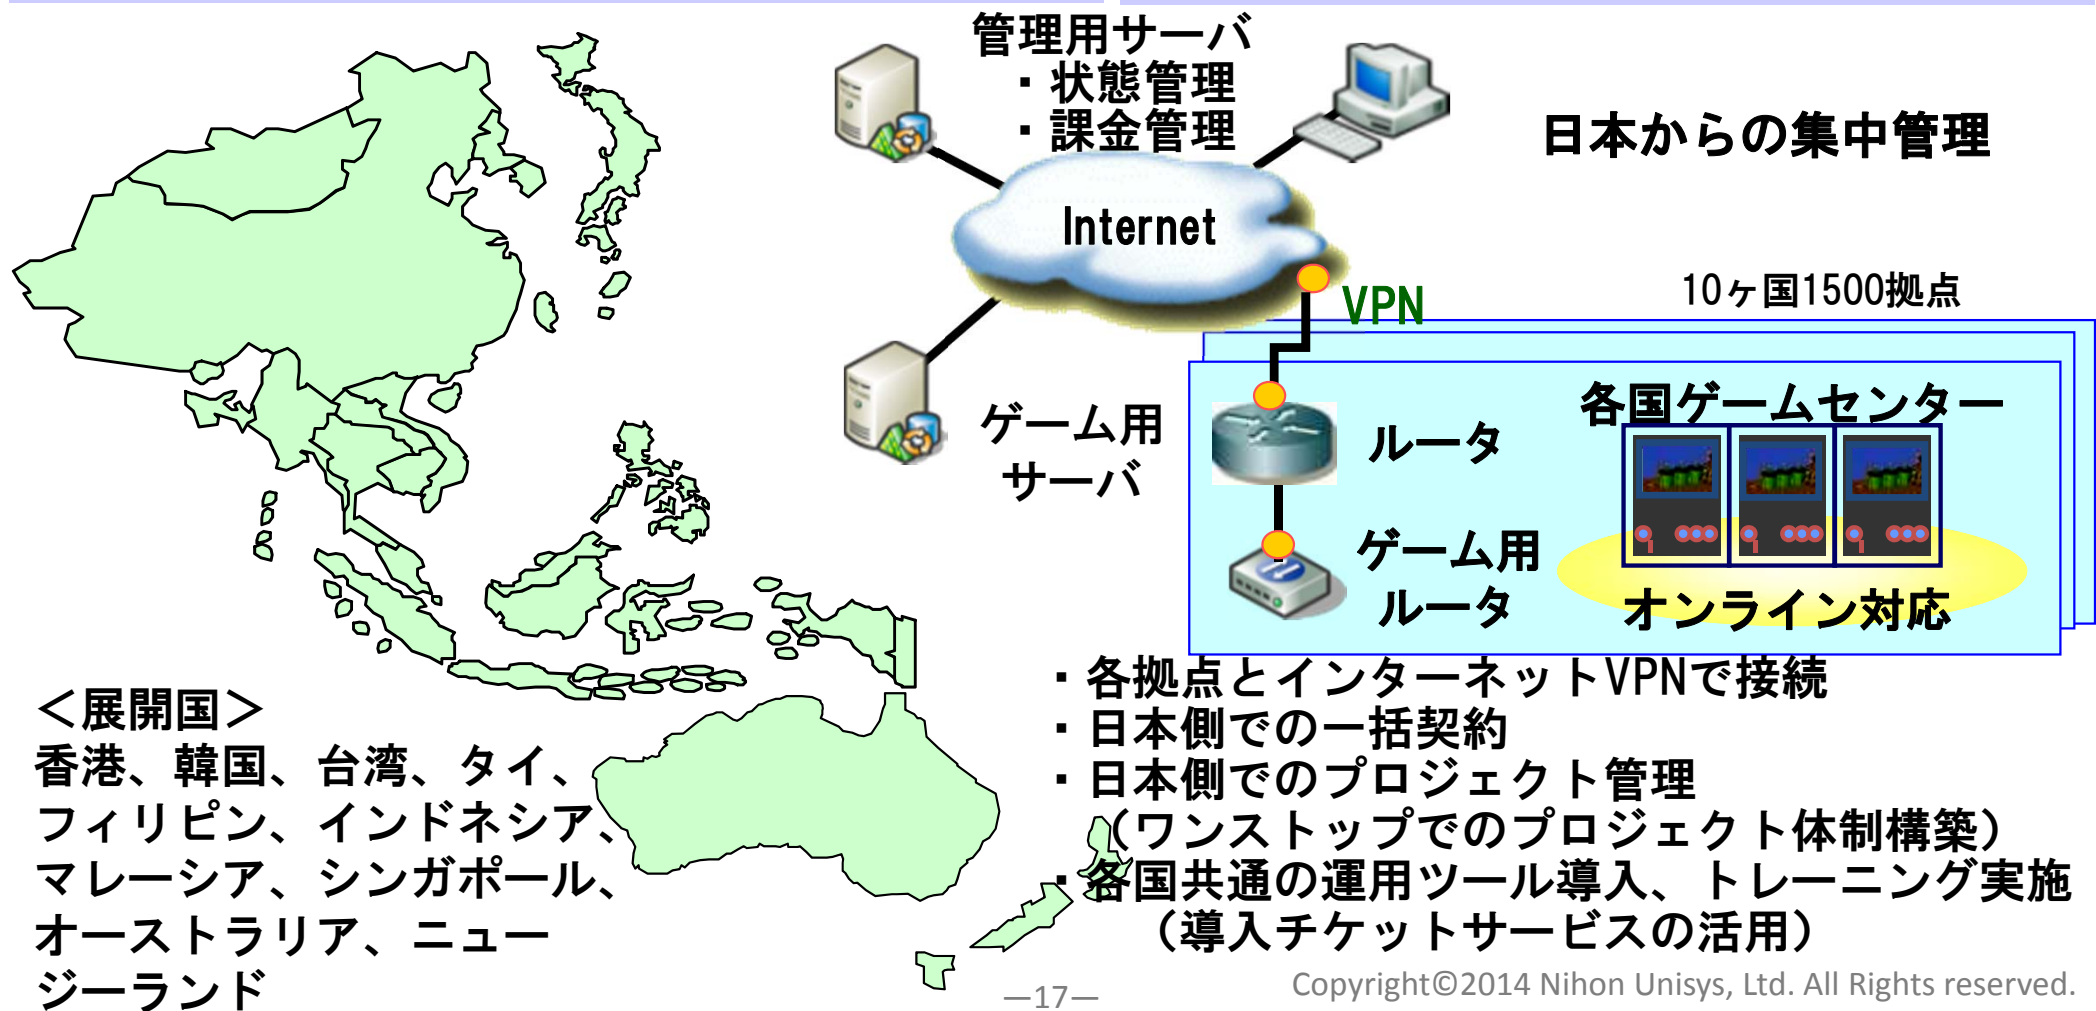 管理用サーバ
・状態管理
・課金管理
日本からの集中管理
Internet
VPN
10ヶ国1500拠点
ゲーム用
サーバ
各国ゲームセンター
ルータ
ゲーム用
ルータ
オンライン対応
＜展開国＞
香港、韓国、台湾、タイ、
フィリピン、インドネシア、
マレーシア、シンガポール、
オーストラリア、ニュー
ジーランド
・各拠点とインターネットVPNで接続
・日本側での一括契約
・日本側でのプロジェクト管理
（ワンストップでのプロジェクト体制構築）
・各国共通の運用ツール導入、トレーニング実施
（導入チケットサービスの活用）
—17—
Copyright©2014 Nihon Unisys, Ltd. All Rights reserved.